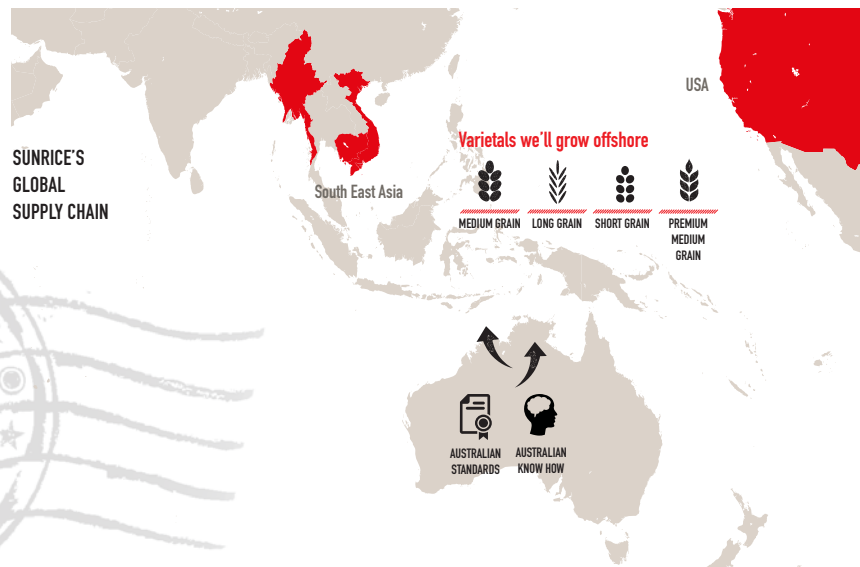 USA
Varietals we'll grow offshore
SUNRICE'S
GLOBAL
SUPPLY CHAIN
South East Asia
MEDIUM GRAIN
LONG GRAIN
SHORT GRAIN
PREMIUM
MEDIUM
GRAIN
AUSTRALIAN
STANDARDS
AUSTRALIAN
KNOW HOW